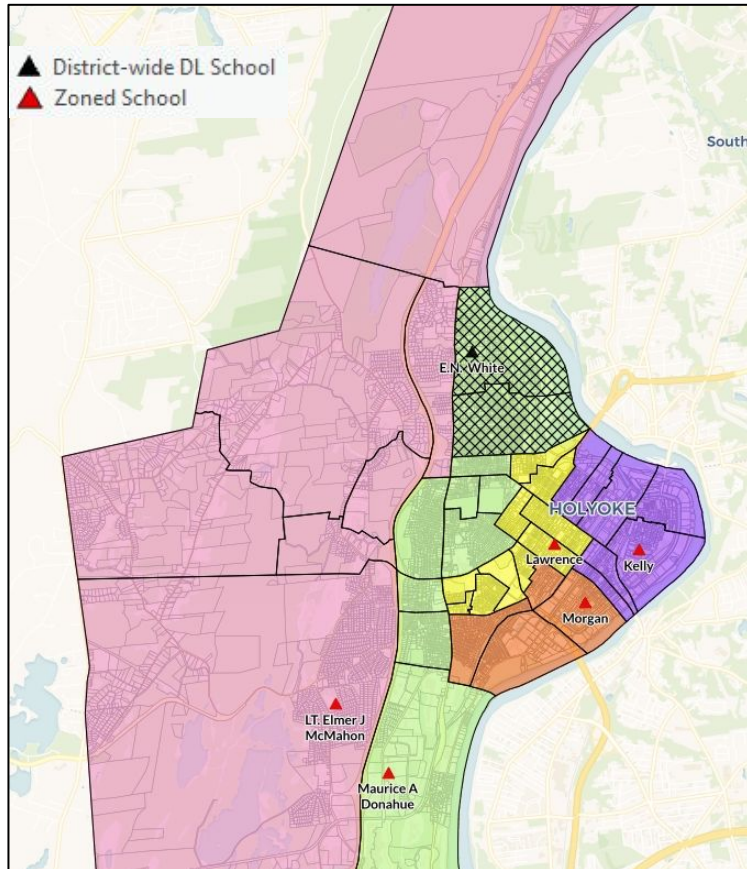 District-wide DL School
Zoned School
South
E.N. White
HOLYOKE
Lawrence
Kelly
Morgan
LT. Elmer J
McMahon
Maurice A
Donahue